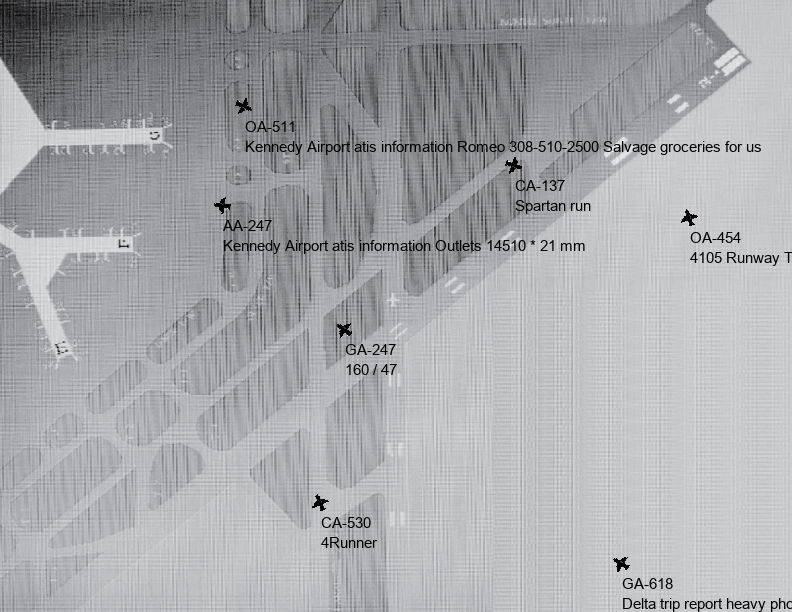 OA-511
Kennedy Airport atis information Romeo 308-510-2500 Salvage groceries for us
CA-137
Spartan run
AA-247
Kennedy Airport atis information Outlets 14510 * 21 mm
OA-454
4105 Runway T
GA-247
160 / 47
CA-530
4Runner
GA-618
Delta trip report heavy pho